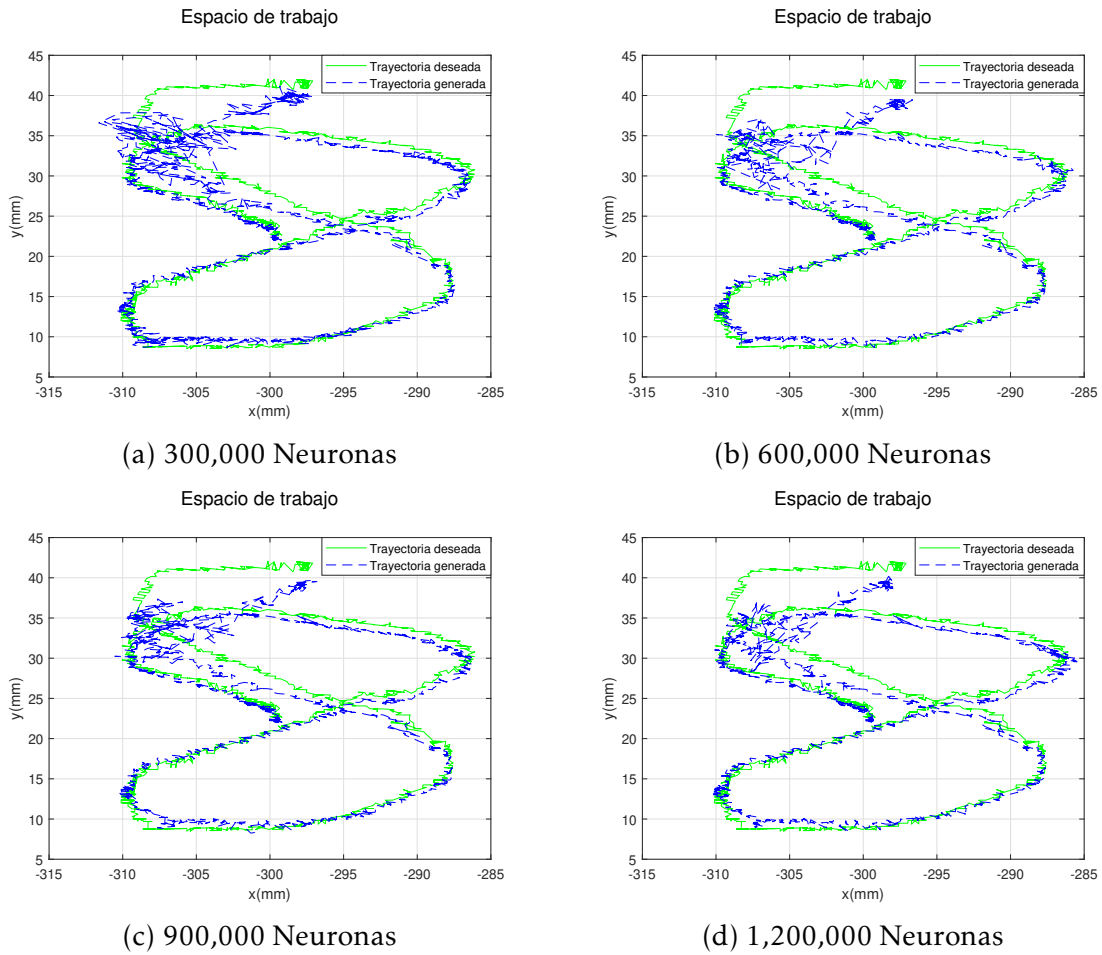 Espacio de trabajo
45
40
35
30
25
20
15
10
5
y(mm)
-315
-310
-305
-300
-295
-290
-285
x(mm)
Trayectoria deseada
Trayectoria generada
(a) 300,000 Neuronas
Espacio de trabajo
45
40
35
30
25
20
15
10
5
y(mm)
-315
-310
-305
-300
-295
-290
-285
x(mm)
Trayectoria deseada
Trayectoria generada
(b) 600,000 Neuronas
Espacio de trabajo
45
40
35
30
25
20
15
10
5
y(mm)
-315
-310
-305
-300
-295
-290
-285
x(mm)
Trayectoria deseada
Trayectoria generada
(c) 900,000 Neuronas
Espacio de trabajo
45
40
35
30
25
20
15
10
5
y(mm)
-315
-310
-305
-300
-295
-290
-285
x(mm)
Trayectoria deseada
Trayectoria generada
(d) 1,200,000 Neuronas